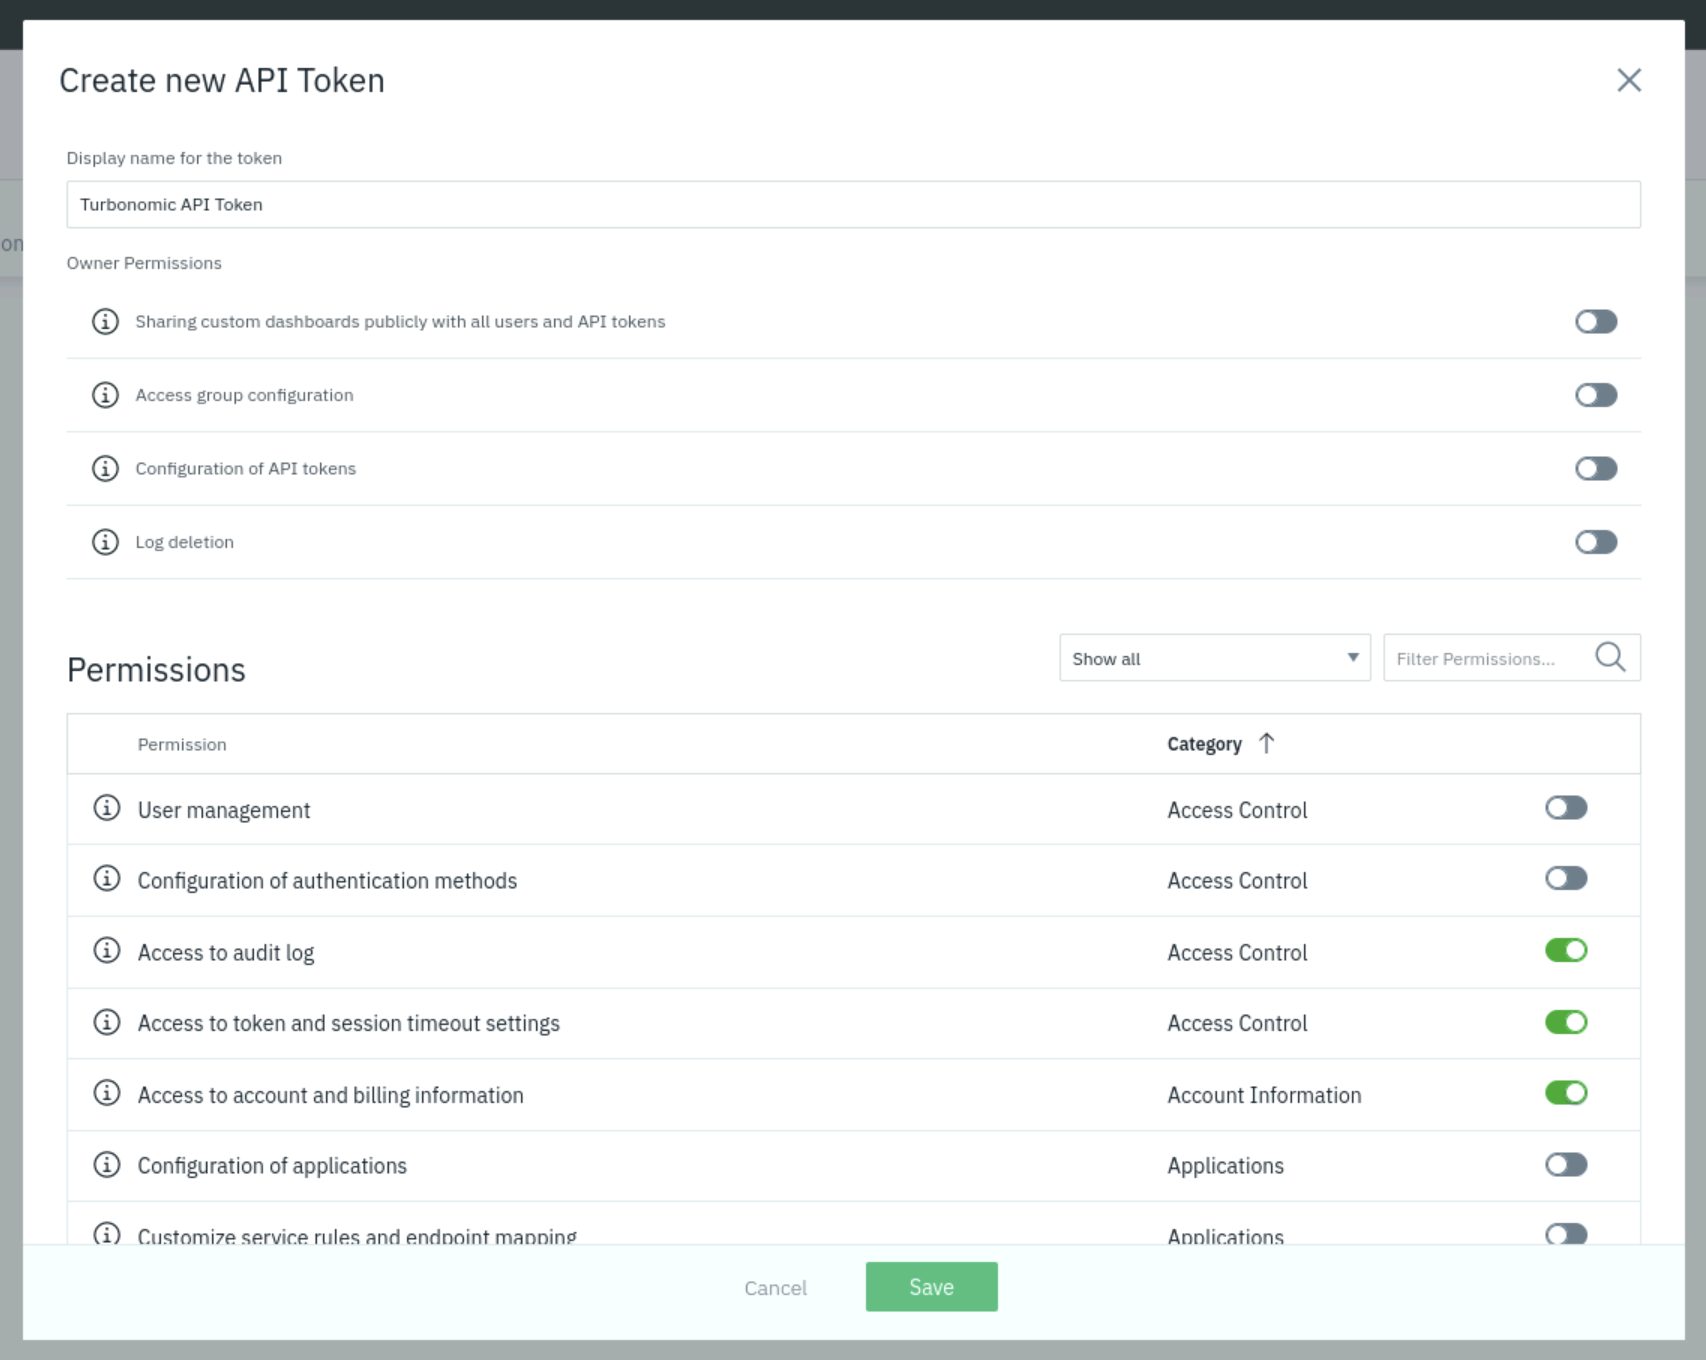 Create new API Token
Display name for the token
Turbonomic API Token
on
Owner Permissions
Sharing custom dashboards publicly with all users and API tokens
Access group configuration
Configuration of API tokens
Log deletion
Permissions
Show all
Filter Permissions...
Permission Category
User management Access Control
Configuration of authentication methods Access Control
Access to audit log Access Control
Access to token and session timeout settings Access Control
Access to account and billing information Account Information
Configuration of applications Applications
Customize service rules and endpoint mapping Applications
Cancel Save